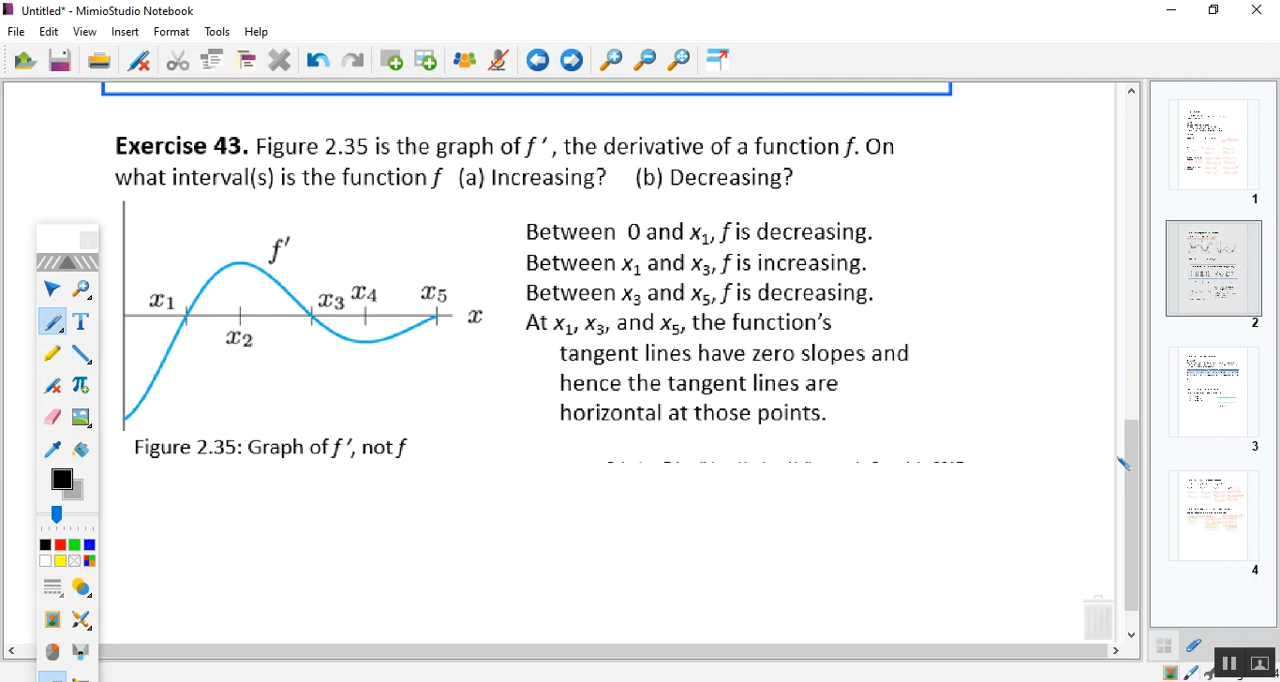 Untitled* - MimioStudio Notebook
File Edit View Insert Format Tools Help
Exercise 43. Figure 2.35 is the graph of f ′, the derivative of a function f. On
what interval(s) is the function f (a) Increasing? (b) Decreasing?
f′
x1
x2
x3
x4
x5
x
Figure 2.35: Graph of f ′, not f
Between 0 and x1, f is decreasing.
Between x1 and x3, f is increasing.
Between x3 and x5, f is decreasing.
At x1, x3, and x5, the function’s
tangent lines have zero slopes and
hence the tangent lines are
horizontal at those points.
T
π
1
2
3
4